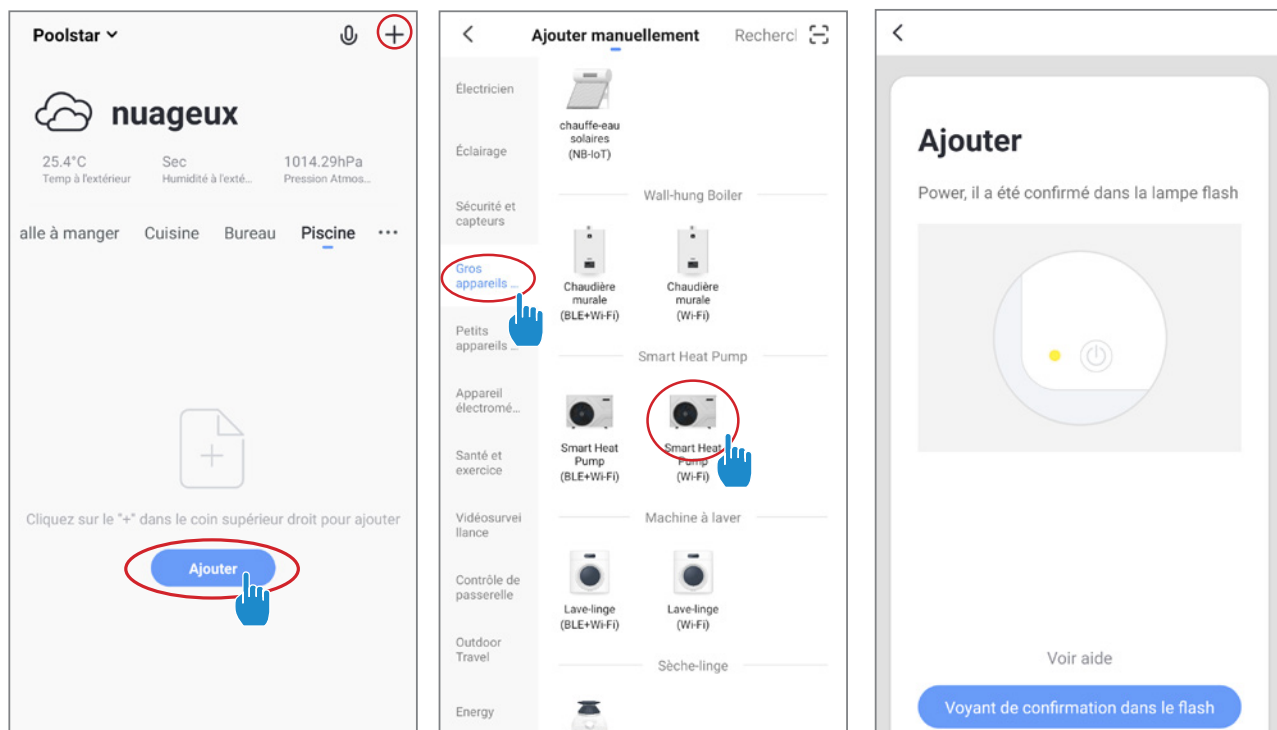 Poolstar
nuageux
25.4°C Sec 1014.29hPa
Temp à l'extérieur Humidité à l'exté... Pression Atmos...
alle à manger Cuisine Bureau Piscine ...
Cliquez sur le "+" dans le coin supérieur droit pour ajouter
Ajouter
Ajouter manuellement Recherc
Électricien
Éclairage
Sécurité et
capteurs
Gros
appareils ...
Petits
appareils ...
Appareil
électromé...
Santé et
exercice
Vidéosurvei
llance
Contrôle de
passerelle
Outdoor
Travel
Energy
chauffe-eau
solaires
(NB-IoT)
Wall-hung Boiler
Chaudière
murale
(BLE+Wi-Fi)
Chaudière
murale
(Wi-Fi)
Smart Heat Pump
Smart Heat
Pump
(BLE+Wi-Fi)
Smart Heat
Pump
(Wi-Fi)
Machine à laver
Lave-linge
(BLE+Wi-Fi)
Lave-linge
(Wi-Fi)
Sèche-linge
Ajouter
Power, il a été confirmé dans la lampe flash
Voir aide
Voyant de confirmation dans le flash